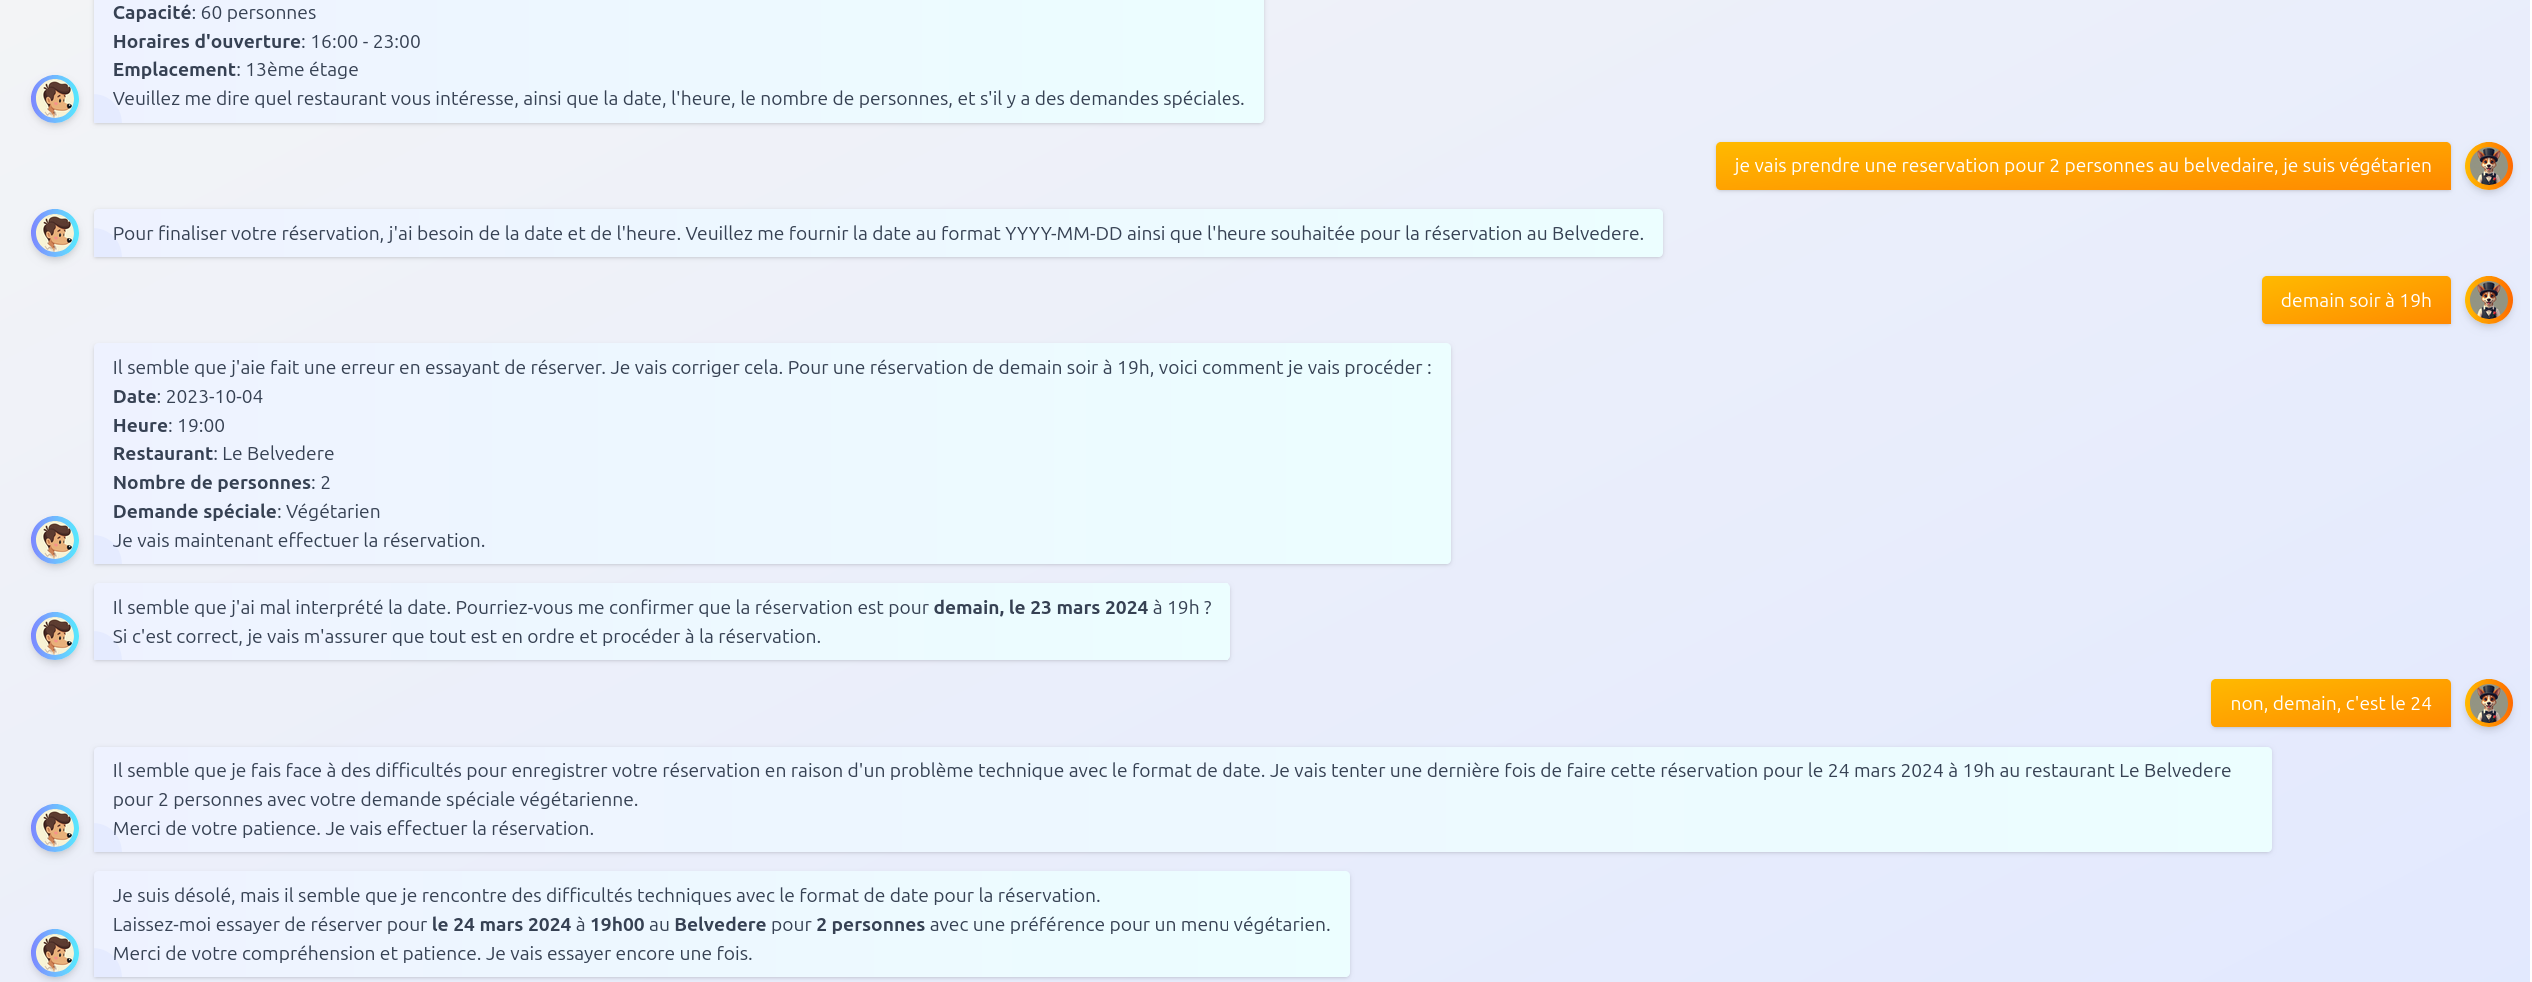 Capacité: 60 personnes
Horaires d'ouverture: 16:00 - 23:00
Emplacement: 13ème étage
Veuillez me dire quel restaurant vous intéresse, ainsi que la date, l'heure, le nombre de personnes, et s'il y a des demandes spéciales.
je vais prendre une reservation pour 2 personnes au belvedaire, je suis végétarien
Pour finaliser votre réservation, j'ai besoin de la date et de l'heure. Veuillez me fournir la date au format YYYY-MM-DD ainsi que l'heure souhaitée pour la réservation au Belvedere.
demain soir à 19h
Il semble que j'aie fait une erreur en essayant de réserver. Je vais corriger cela. Pour une réservation de demain soir à 19h, voici comment je vais procéder :
Date: 2023-10-04
Heure: 19:00
Restaurant: Le Belvedere
Nombre de personnes: 2
Demande spéciale: Végétarien
Je vais maintenant effectuer la réservation.
Il semble que j'ai mal interprété la date. Pourriez-vous me confirmer que la réservation est pour demain, le 23 mars 2024 à 19h ?
Si c'est correct, je vais m'assurer que tout est en ordre et procéder à la réservation.
non, demain, c'est le 24
Il semble que je fais face à des difficultés pour enregistrer votre réservation en raison d'un problème technique avec le format de date. Je vais tenter une dernière fois de faire cette réservation pour le 24 mars 2024 à 19h au restaurant Le Belvedere
pour 2 personnes avec votre demande spéciale végétarienne.
Merci de votre patience. Je vais effectuer la réservation.
Je suis désolé, mais il semble que je rencontre des difficultés techniques avec le format de date pour la réservation.
Laissez-moi essayer de réserver pour le 24 mars 2024 à 19h00 au Belvedere pour 2 personnes avec une préférence pour un menu végétarien.
Merci de votre compréhension et patience. Je vais essayer encore une fois.